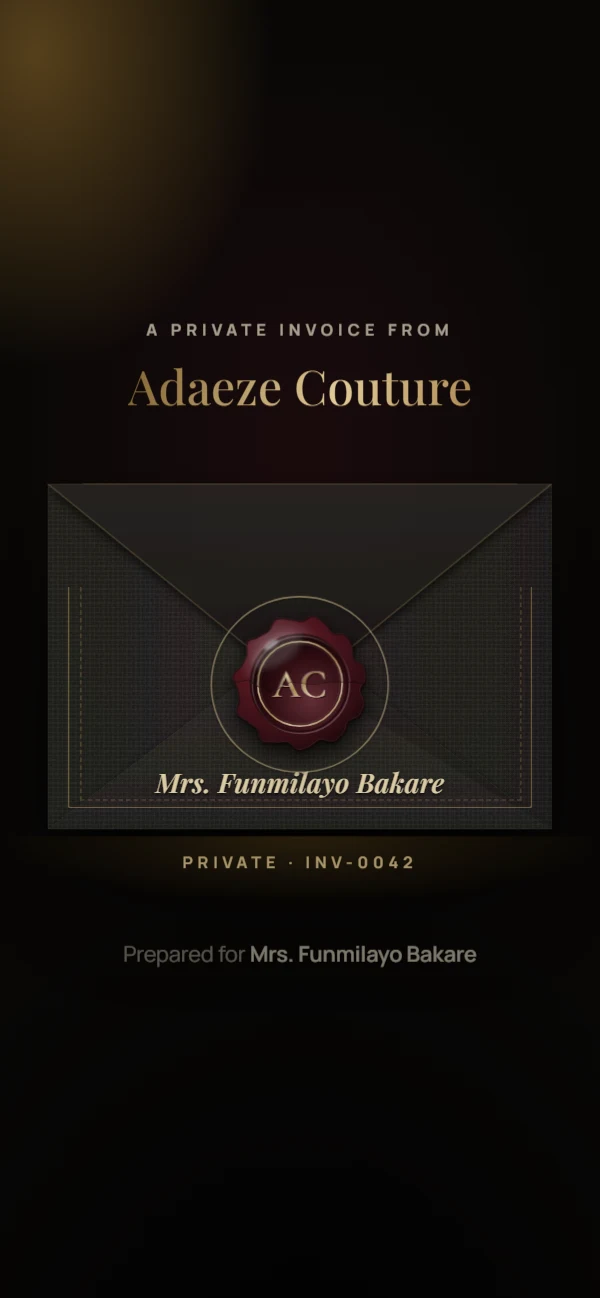 A PRIVATE INVOICE FROM
Adaeze Couture
AC
Mrs. Funmilayo Bakare
PRIVATE · INV-0042
Prepared for Mrs. Funmilayo Bakare